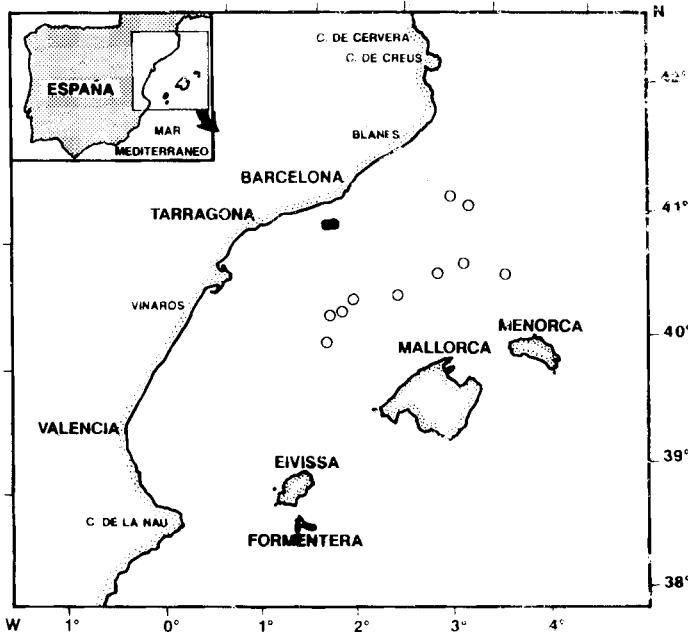 N
C. DE CERVERA
C. DE CREUS
42°
ESPAÑA
MAR
MEDITERRANEO
BLANES
BARCELONA
41°
TARRAGONA
VINAROS
40°
MENORCA
MALLORCA
VALENCIA
39°
EIVISSA
C. DE LA NAU
FORMENTERA
38°
W 1° 0° 1° 2° 3° 4°